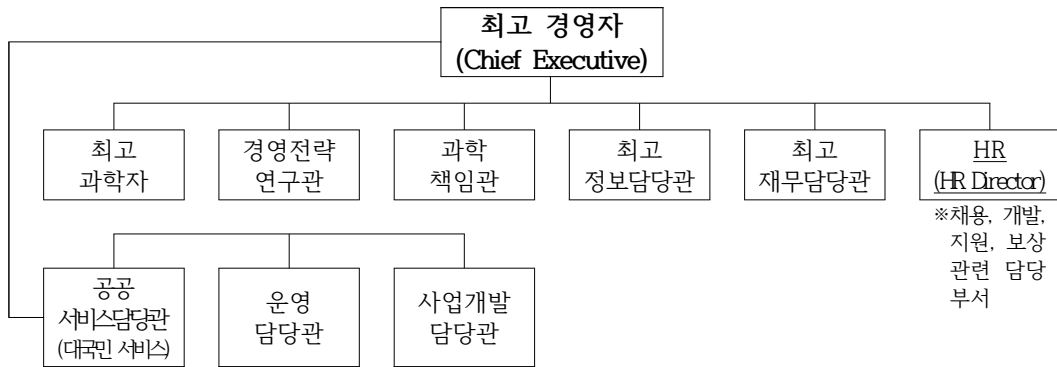 최고 경영자
(Chief Executive)
최고
과학자
경영전략
연구관
과학
책임관
최고
정보담당관
최고
재무담당관
HR
(HR Director)
※채용, 개발,
지원, 보상
관련 담당
부서
공공
서비스담당관
(대국민 서비스)
운영
담당관
사업개발
담당관